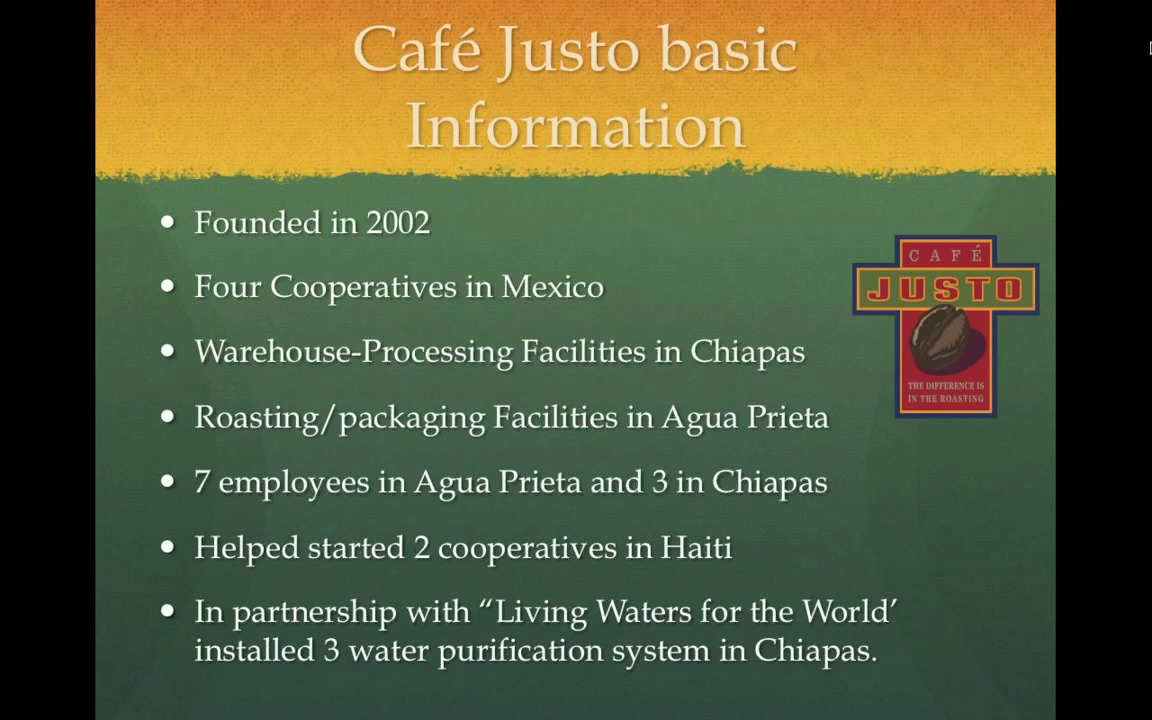 Café Justo basic
Information
• Founded in 2002
• Four Cooperatives in Mexico
• Warehouse-Processing Facilities in Chiapas
• Roasting/packaging Facilities in Agua Prieta
• 7 employees in Agua Prieta and 3 in Chiapas
• Helped started 2 cooperatives in Haiti
• In partnership with “Living Waters for the World’
installed 3 water purification system in Chiapas.
CAFÉ
JUSTO
THE DIFFERENCE IS
IN THE ROASTING